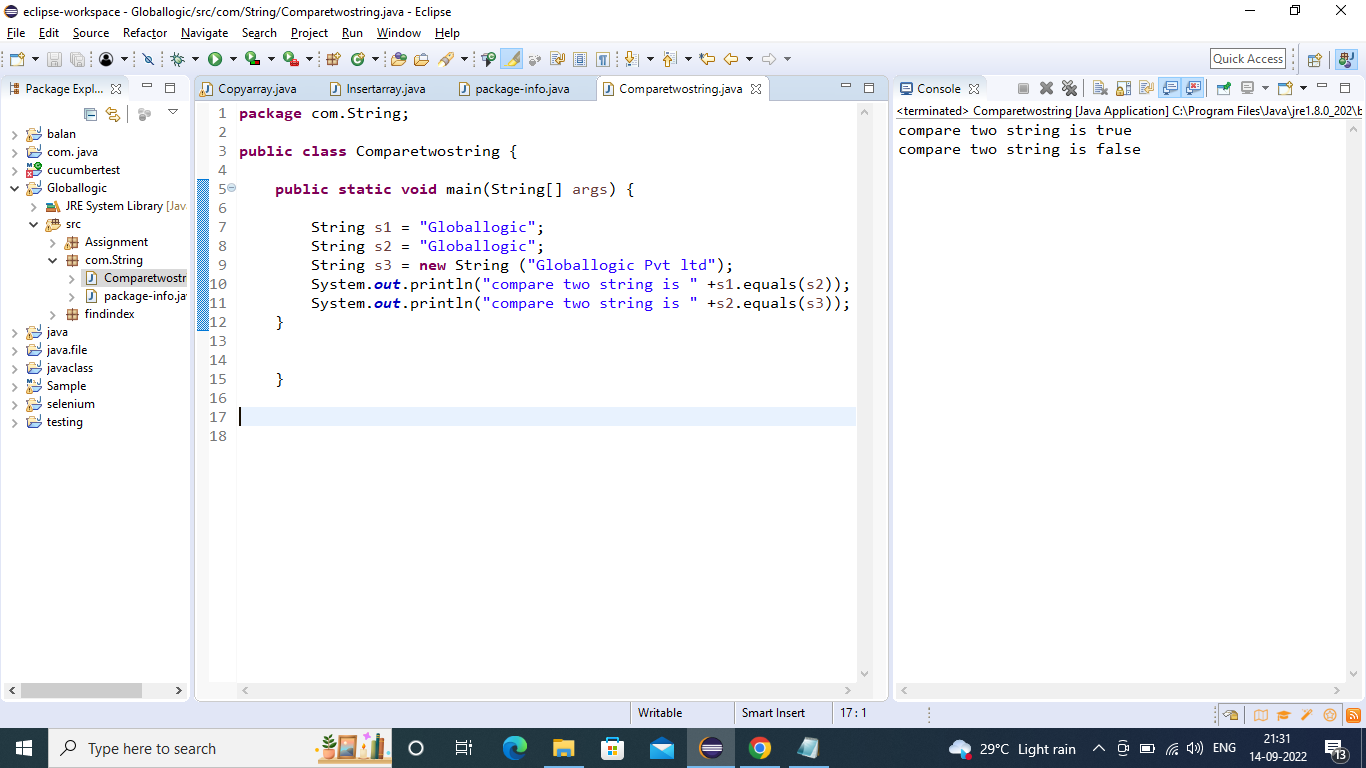 eclipse-workspace - Globallogic/src/com/String/Comparetwostring.java - Eclipse
File Edit Source Refactor Navigate Search Project Run Window Help
Quick Access
Package Expl...
balan
com. java
cucumbertest
Globallogic
JRE System Library [Jav
src
Assignment
com.String
Comparetwostr
package-info.ja
findindex
java
java.file
javaclass
Sample
selenium
testing
Copyarray.java Insertarray.java package-info.java Comparetwostring.java
1 package com.String;
2
3 public class Comparetwostring {
4
5 public static void main(String[] args) {
6
7 String s1 = "Globallogic";
8 String s2 = "Globallogic";
9 String s3 = new String ("Globallogic Pvt ltd");
10 System.out.println("compare two string is " +s1.equals(s2));
11 System.out.println("compare two string is " +s2.equals(s3));
12 }
13
14
15 }
16
17
18
Console
<terminated> Comparetwostring [Java Application] C:\Program Files\Java\jre1.8.0_202\b
compare two string is true
compare two string is false
Writable Smart Insert 17 : 1
Type here to search
29°C Light rain
ENG
21:31
14-09-2022
13